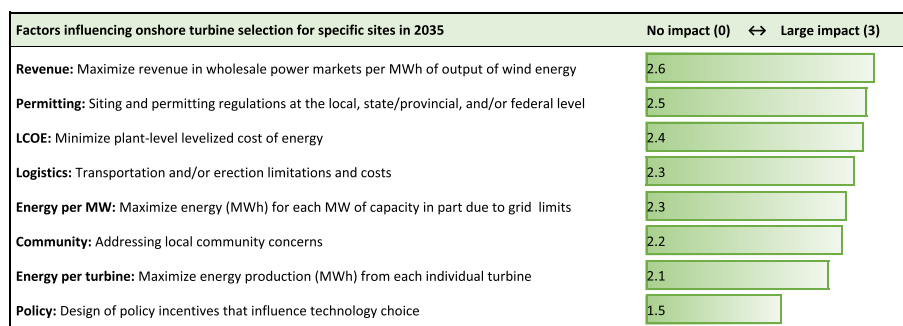 Factors influencing onshore turbine selection for specific sites in 2035 No impact (0) ↔ Large impact (3)
Revenue: Maximize revenue in wholesale power markets per MWh of output of wind energy 2.6
Permitting: Siting and permitting regulations at the local, state/provincial, and/or federal level 2.5
LCOE: Minimize plant-level levelized cost of energy 2.4
Logistics: Transportation and/or erection limitations and costs 2.3
Energy per MW: Maximize energy (MWh) for each MW of capacity in part due to grid limits 2.3
Community: Addressing local community concerns 2.2
Energy per turbine: Maximize energy production (MWh) from each individual turbine 2.1
Policy: Design of policy incentives that influence technology choice 1.5